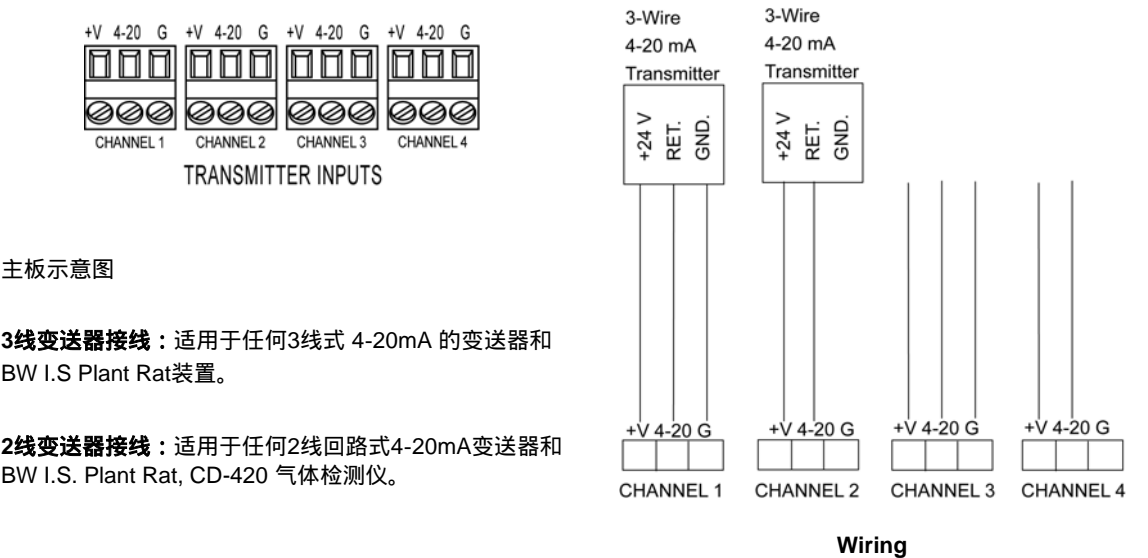 +V 4-20 G +V 4-20 G +V 4-20 G +V 4-20 G
CHANNEL 1 CHANNEL 2 CHANNEL 3 CHANNEL 4
TRANSMITTER INPUTS
主板示意图
3线变送器接线：适用于任何3线式 4-20mA 的变送器和
BW I.S Plant Rat装置。
2线变送器接线：适用于任何2线回路式4-20mA变送器和
BW I.S. Plant Rat, CD-420 气体检测仪。
3-Wire
4-20 mA
Transmitter
+24 V
RET.
GND.
3-Wire
4-20 mA
Transmitter
+24 V
RET.
GND.
+V 4-20 G +V 4-20 G +V 4-20 G +V 4-20 G
CHANNEL 1 CHANNEL 2 CHANNEL 3 CHANNEL 4
Wiring